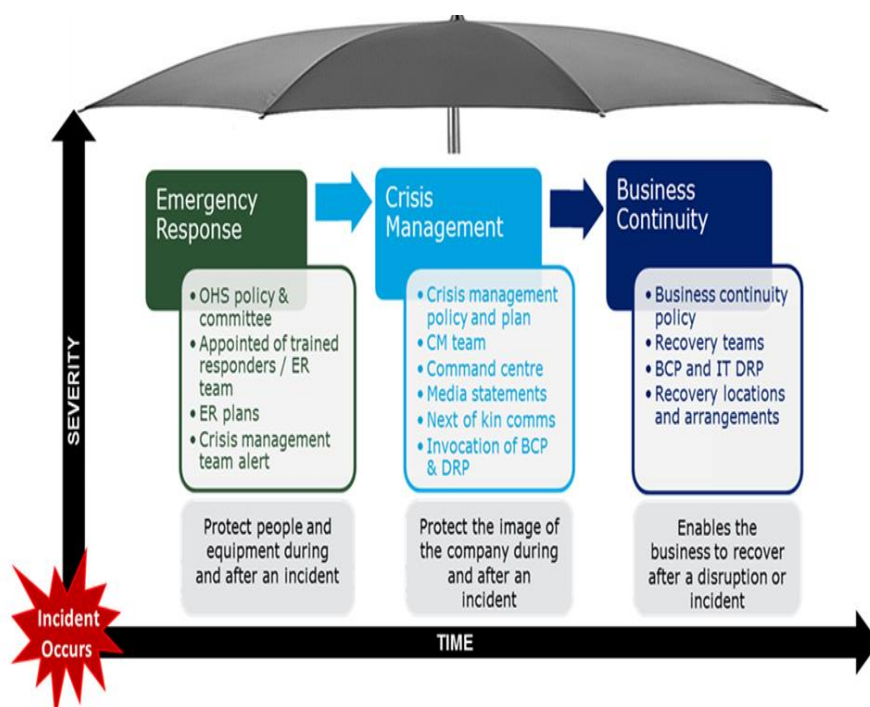 Emergency
Response
Crisis
Management
Business
Continuity
• OHS policy &
committee
• Appointed of trained
responders / ER
team
• ER plans
• Crisis management
team alert
• Crisis management
policy and plan
• CM team
• Command centre
• Media statements
• Next of kin comms
• Invocation of BCP
& DRP
• Business continuity
policy
• Recovery teams
• BCP and IT DRP
• Recovery locations
and arrangements
SEVERITY
Protect people and
equipment during
and after an incident
Protect the image of
the company during
and after an
incident
Enables the
business to recover
after a disruption or
incident
Incident
Occurs
TIME